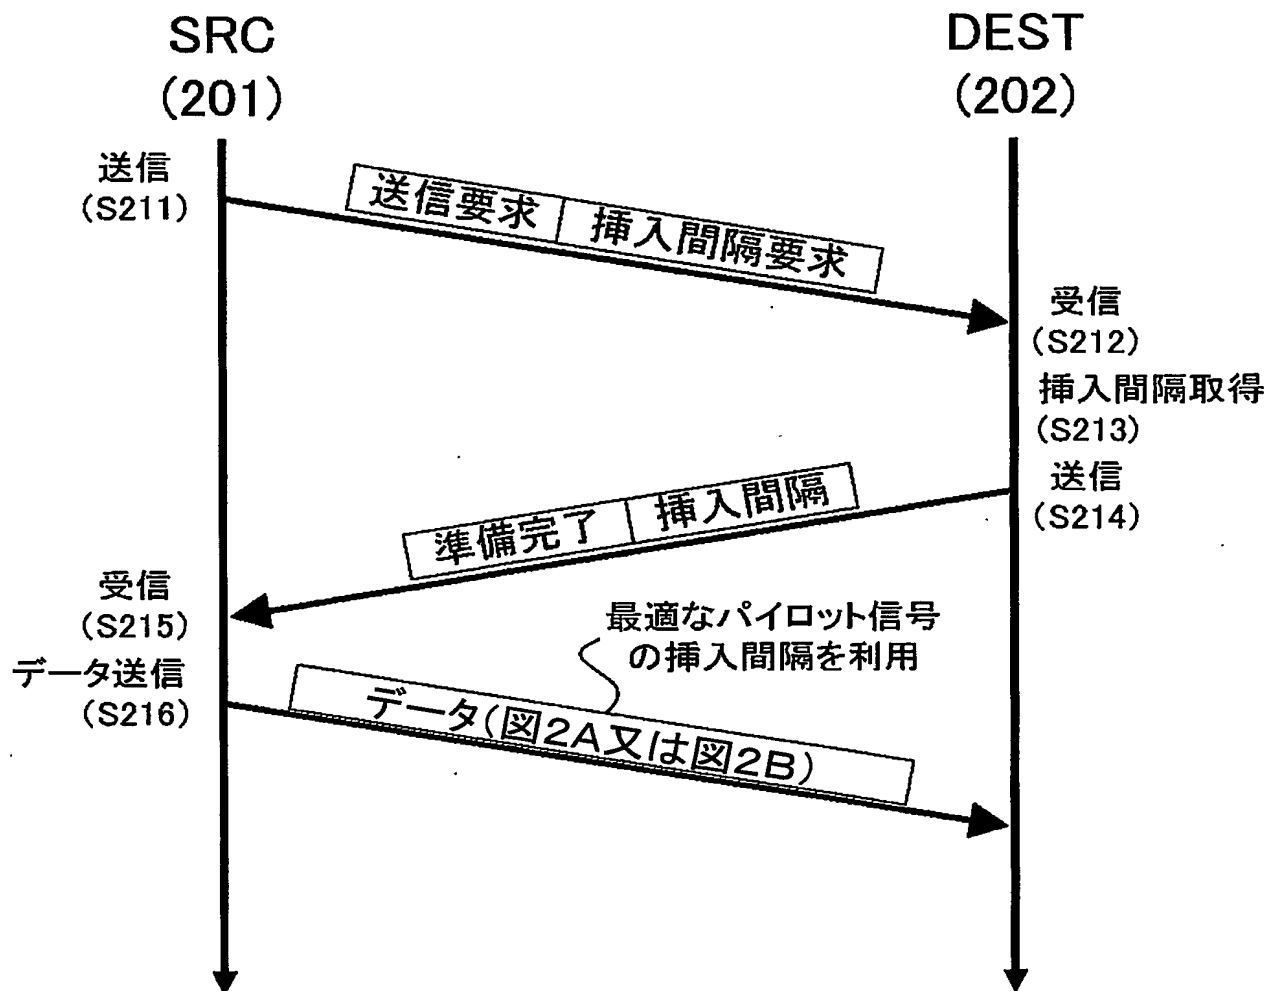 SRC
(201)
DEST
(202)
送信
(S211)
送信要求
挿入間隔要求
受信
(S212)
挿入間隔取得
(S213)
送信
(S214)
準備完了
挿入間隔
受信
(S215)
最適なパイロット信号
の挿入間隔を利用
データ送信
(S216)
データ(図2A又は図2B)